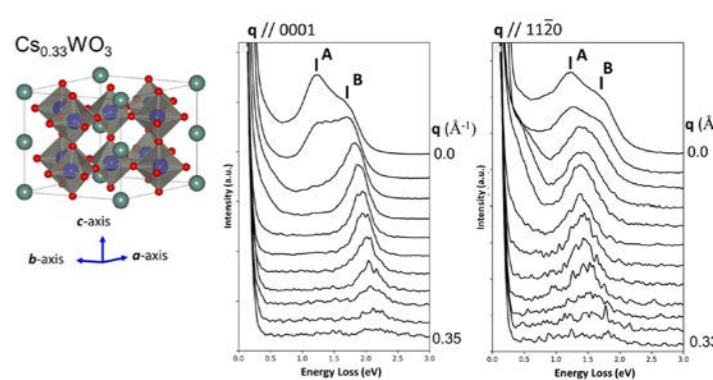 Cs0.33WO3
c-axis
b-axis
a-axis
q // 0001
A
B
q (Å-1)
0.0
0.35
Intensity (a.u.)
0.0 0.5 1.0 1.5 2.0 2.5 3.0
Energy Loss (eV)
q // 112̅0
A
B
q (Å
0.0
0.33
Intensity (a.u.)
0.0 0.5 1.0 1.5 2.0 2.5 3.0
Energy Loss (eV)